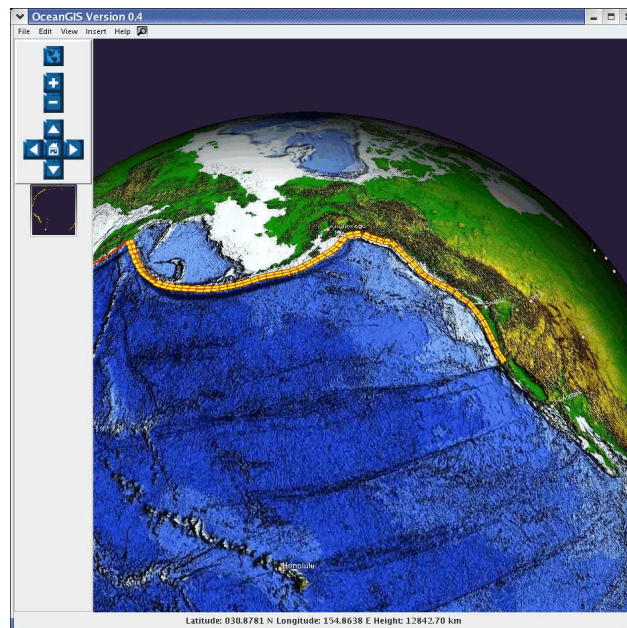 OceanGIS Version 0.4
File Edit View Insert Help
Anchorage
Honolulu
Latitude: 030.8781 N Longitude: 154.8638 E Height: 12842.70 km